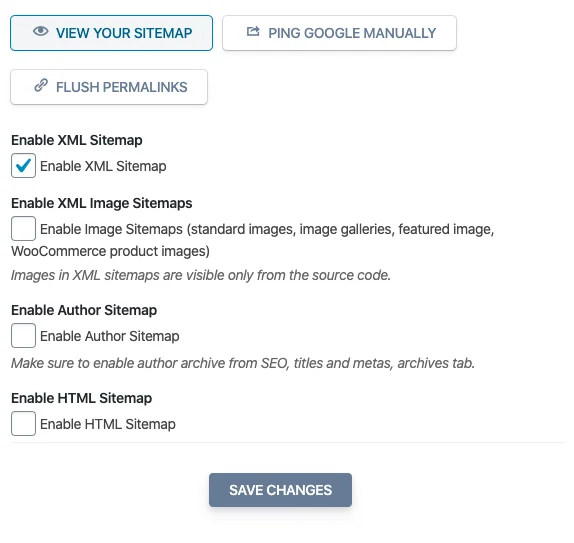 VIEW YOUR SITEMAP
PING GOOGLE MANUALLY
FLUSH PERMALINKS
Enable XML Sitemap
Enable XML Sitemap
Enable XML Image Sitemaps
Enable Image Sitemaps (standard images, image galleries, featured image,
WooCommerce product images)
Images in XML sitemaps are visible only from the source code.
Enable Author Sitemap
Enable Author Sitemap
Make sure to enable author archive from SEO, titles and metas, archives tab.
Enable HTML Sitemap
Enable HTML Sitemap
SAVE CHANGES